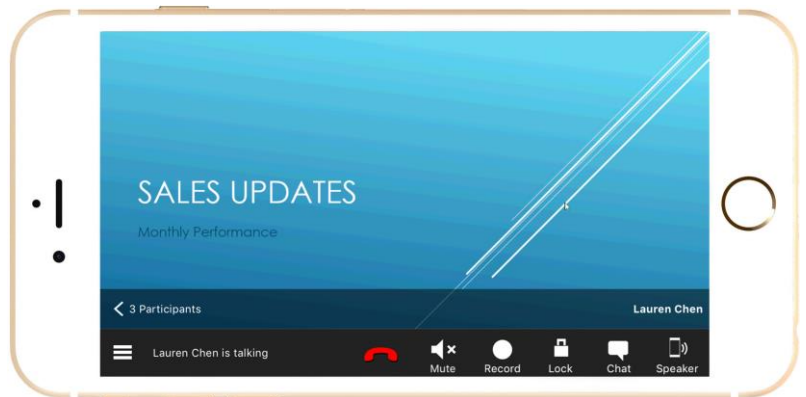 SALES UPDATES
Monthly Performance
3 Participants
Lauren Chen
Lauren Chen is talking
Mute
Record
Lock
Chat
Speaker